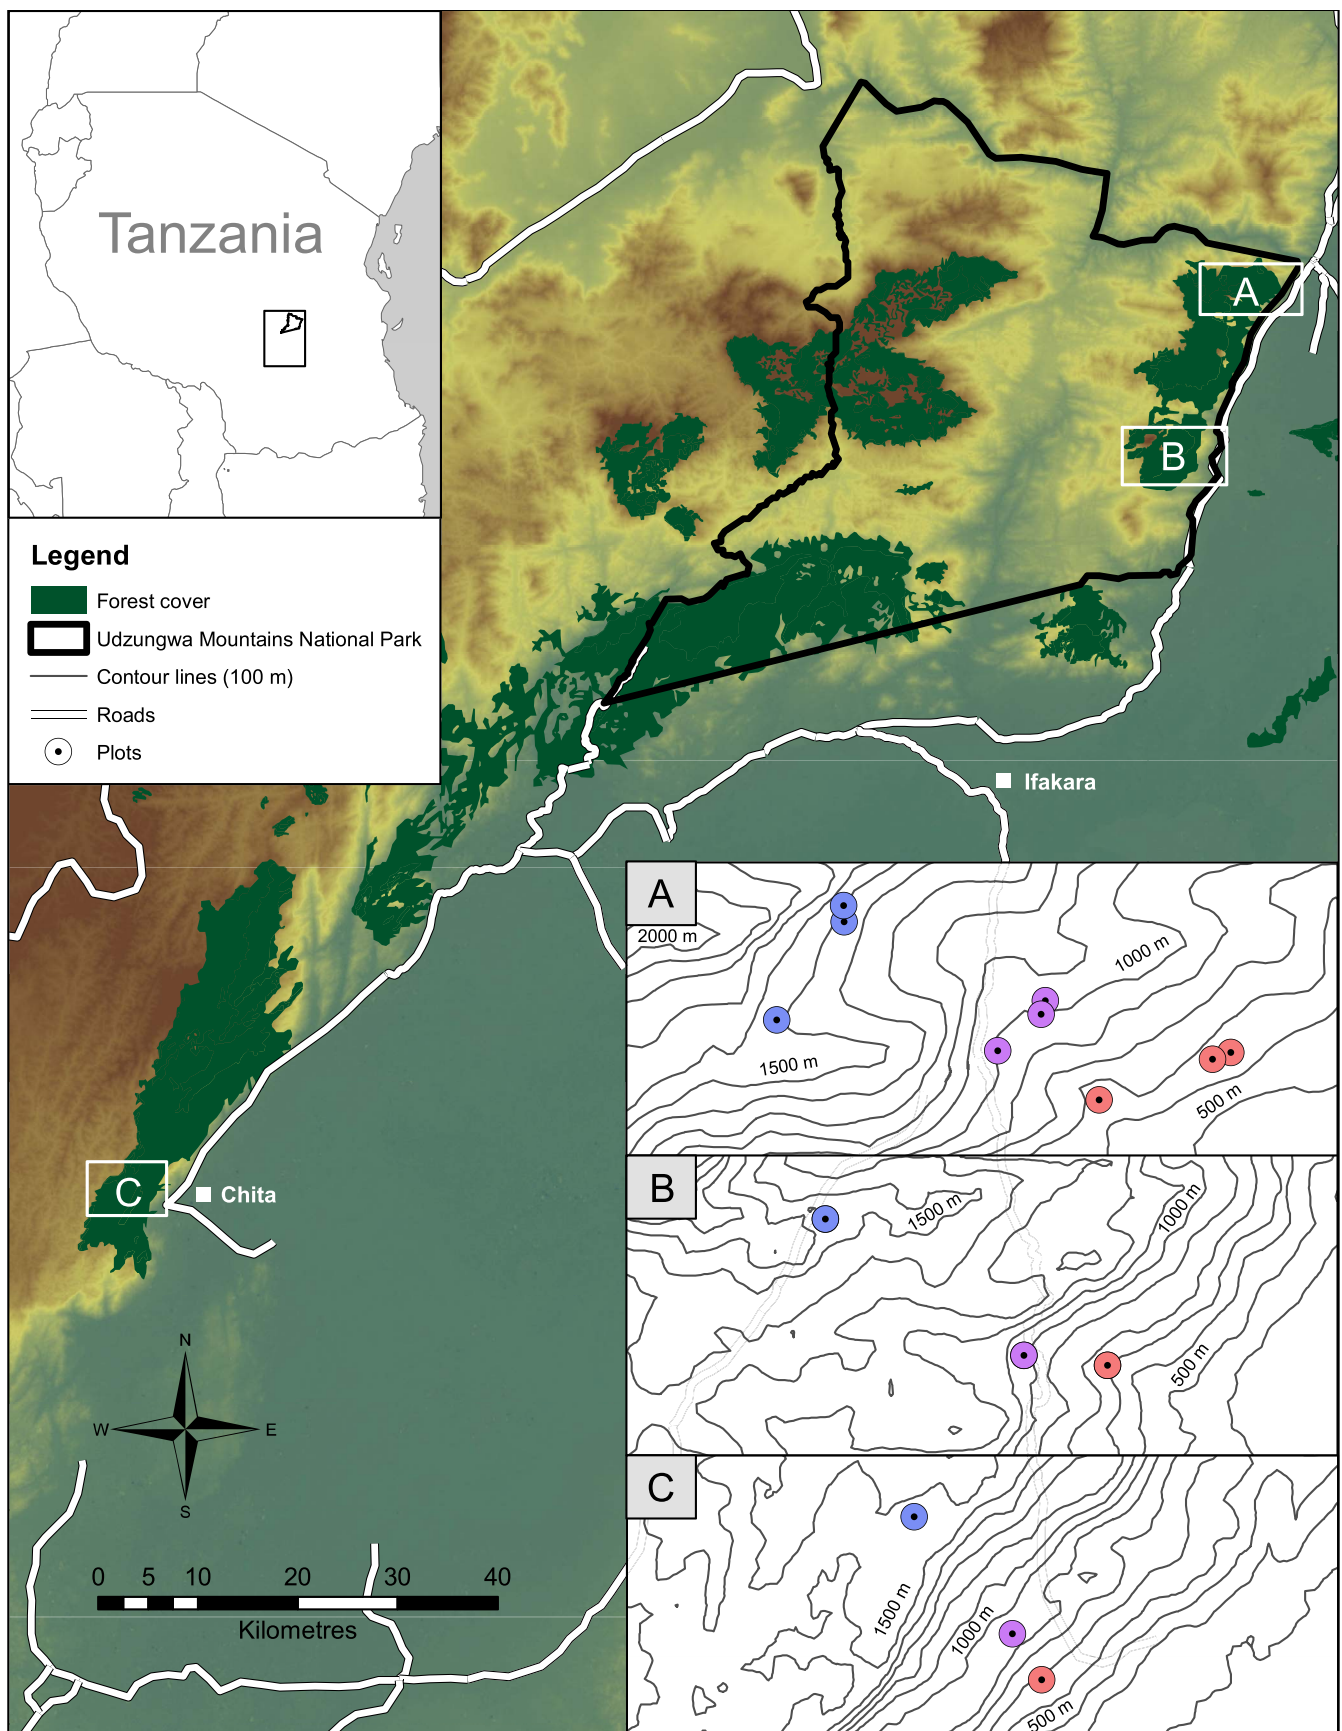 Tanzania
Legend
Forest cover
Udzungwa Mountains National Park
Contour lines (100 m)
Roads
Plots
A
B
Ifakara
C
Chita
A
2000 m
1000 m
1500 m
500 m
B
1500 m
1000 m
500 m
C
1500 m
1000 m
500 m
N
W
E
S
0 5 10 20 30 40
Kilometres